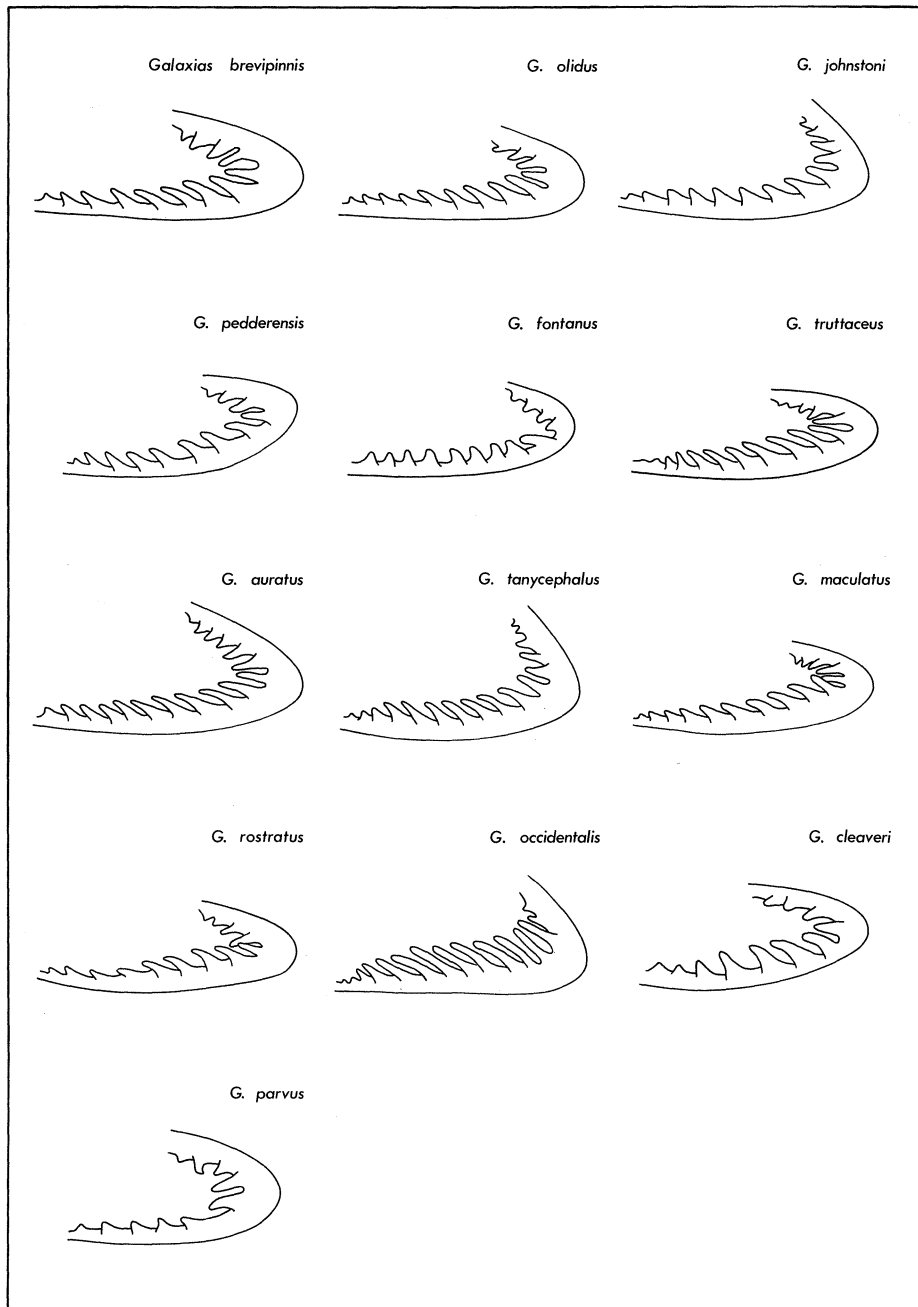 Galaxias brevipinnis
G. olidus
G. johnstoni
G. pedderensis
G. fontanus
G. truttaceus
G. auratus
G. tanycephalus
G. maculatus
G. rostratus
G. occidentalis
G. cleaveri
G. parvus